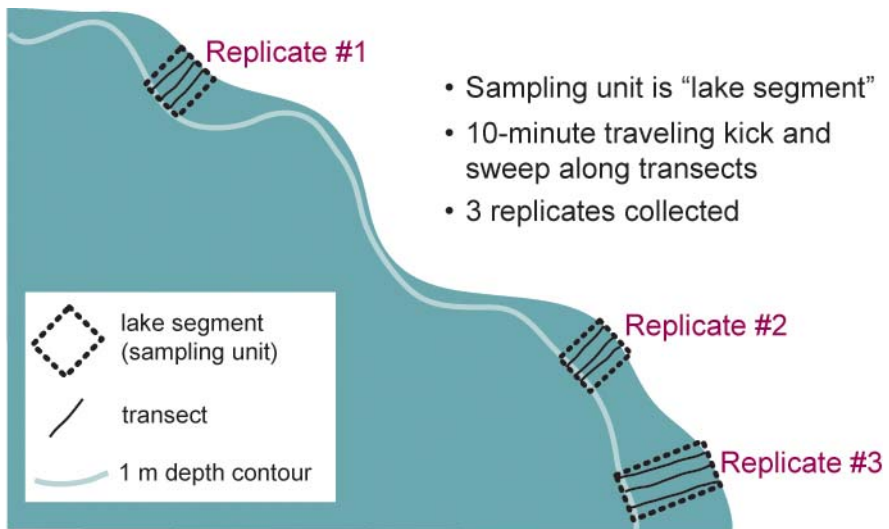 Replicate #1
• Sampling unit is “lake segment”
• 10-minute traveling kick and
sweep along transects
• 3 replicates collected
Replicate #2
Replicate #3
lake segment
(sampling unit)
transect
1 m depth contour